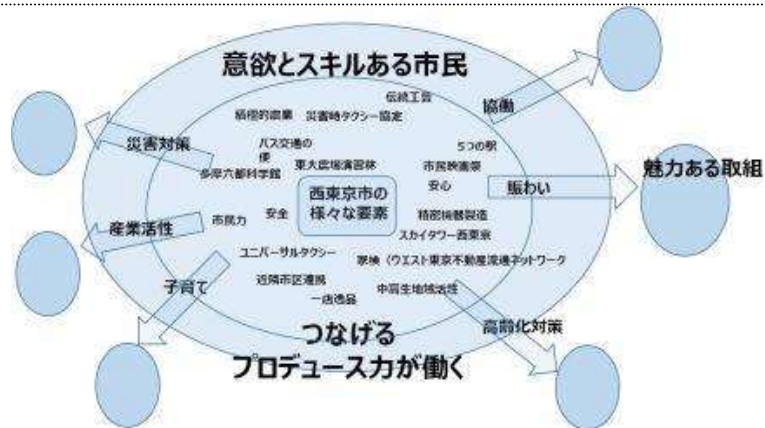 意欲とスキルある市民
伝統工芸
協働
積極的農業
災害時タクシー協定
災害対策
バス交通の
便
5つの駅
東大農場演習林
市民映画祭
魅力ある取組
多摩六都科学館
西東京市の
様々な要素
安心
賑わい
産業活性
市民力
安全
精密機器製造
スカイタワー西東京
ユニバーサルタクシー
(ウエスト東京不動産流通ネットワーク
子育て
近隣市区連携
中高生地域活性
一店逸品
高齢化対策
つなげる
プロデュース力が働く